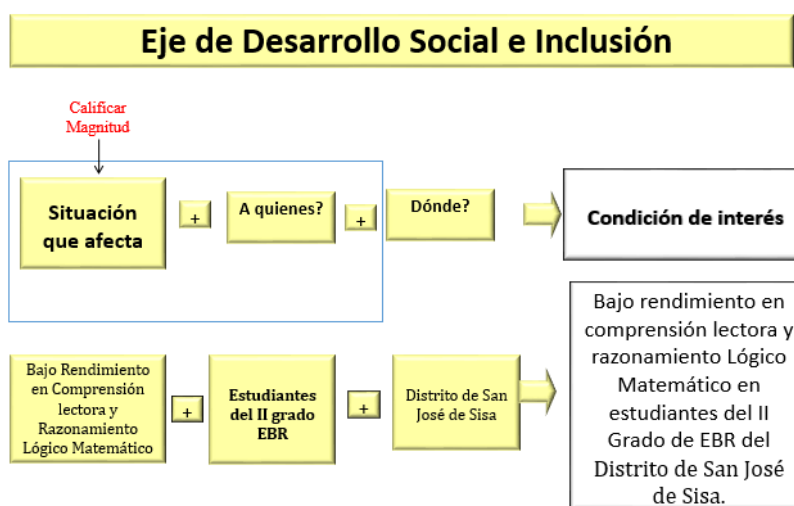 Eje de Desarrollo Social e Inclusión
Calificar
Magnitud
Situación
que afecta
+
A quienes?
+
Dónde?
Condición de interés
Bajo Rendimiento
en Comprensión
lectora y
Razonamiento
Lógico Matemático
+
Estudiantes
del II grado
EBR
+
Distrito de San
José de Sisa
Bajo rendimiento en
comprensión lectora y
razonamiento Lógico
Matemático en
estudiantes del II
Grado de EBR del
Distrito de San José
de Sisa.